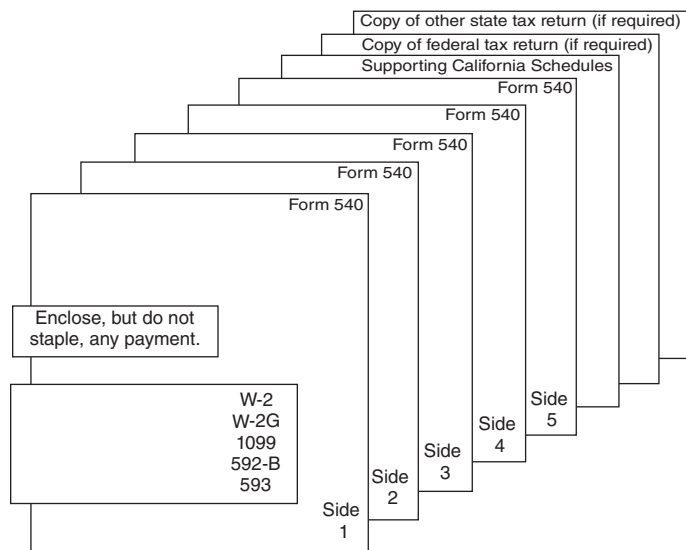 Copy of other state tax return (if required)
Copy of federal tax return (if required)
Supporting California Schedules
Form 540
Form 540
Form 540
Form 540
Form 540
Enclose, but do not
staple, any payment.
W-2
W-2G
1099
592-B
593
Side
1
Side
2
Side
3
Side
4
Side
5